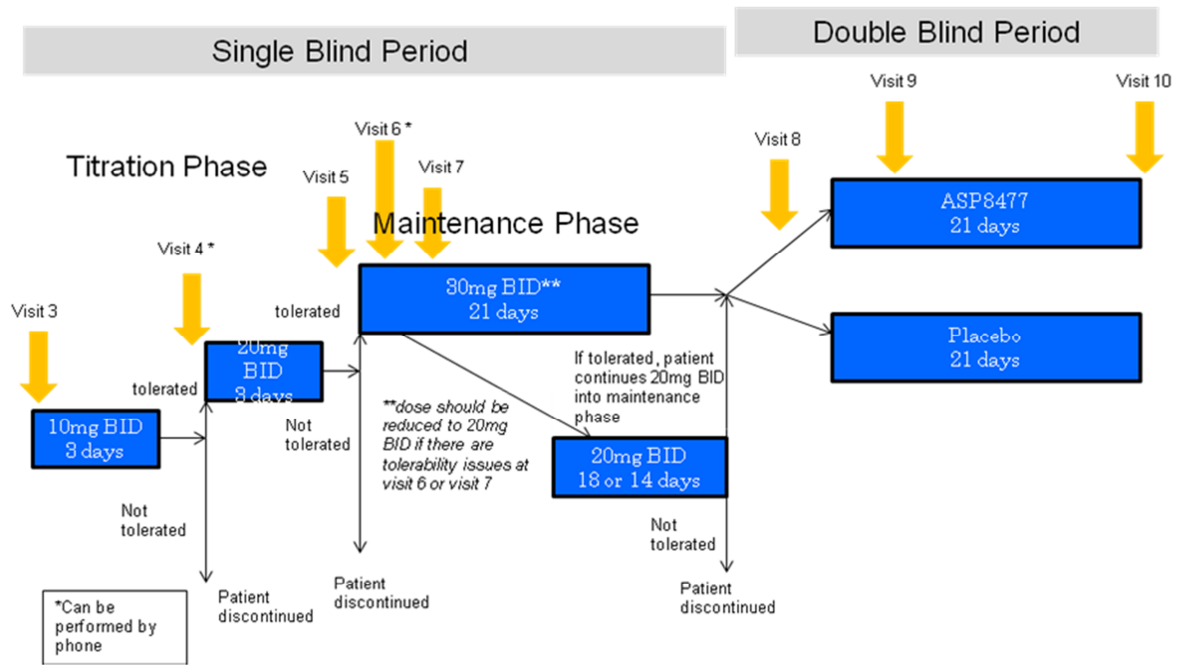 Single Blind Period
Double Blind Period
Visit 9
Visit 10
Visit 6 *
Visit 8
Titration Phase
Visit 5
Visit 7
Maintenance Phase
Visit 4 *
ASP8477
21 days
Visit 3
30mg BID**
21 days
tolerated
Placebo
21 days
20mg
BID
3 days
tolerated
If tolerated, patient
continues 20mg BID
into maintenance
phase
10mg BID
3 days
Not
tolerated
**dose should be
reduced to 20mg
BID if there are
tolerability issues at
visit 6 or visit 7
20mg BID
18 or 14 days
Not
tolerated
Not
tolerated
Patient
discontinued
Patient
discontinued
Patient
discontinued
*Can be
performed by
phone